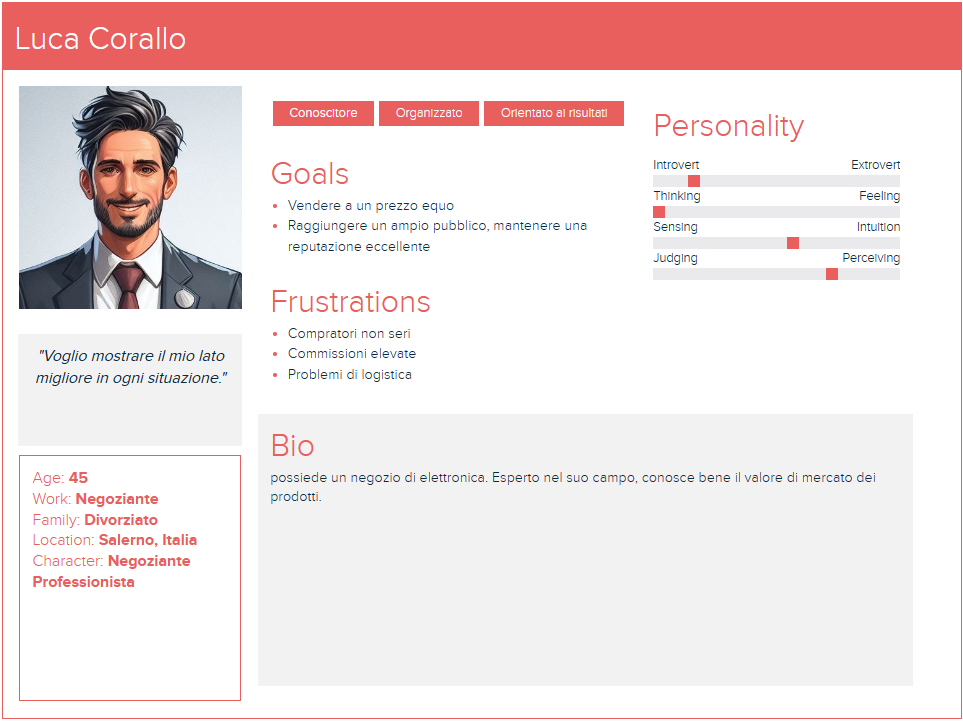 Luca Corallo
Conoscitore Organizzato Orientato ai risultati
"Voglio mostrare il mio lato
migliore in ogni situazione."
Age: 45
Work: Negoziante
Family: Divorziato
Location: Salerno, Italia
Character: Negoziante
Professionista
Goals
Vendere a un prezzo equo
Raggiungere un ampio pubblico, mantenere una
reputazione eccellente
Frustrations
Compratori non seri
Commissioni elevate
Problemi di logistica
Personality
Introvert Extrovert
Thinking Feeling
Sensing Intuition
Judging Perceiving
Bio
possiede un negozio di elettronica. Esperto nel suo campo, conosce bene il valore di mercato dei
prodotti.